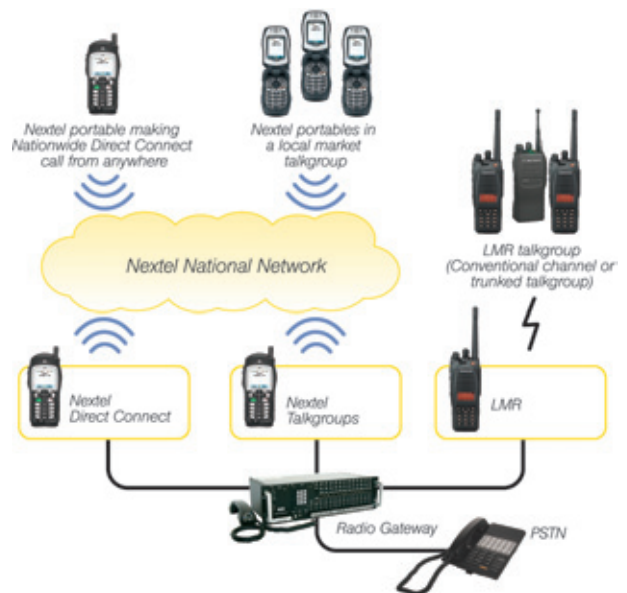 Nextel portable making
Nationwide Direct Connect
call from anywhere
Nextel portables in
a local market
talkgroup
LMR talkgroup
(Conventional channel or
trunked talkgroup)
Nextel National Network
Nextel
Direct Connect
Nextel
Talkgroups
LMR
Radio Gateway
PSTN